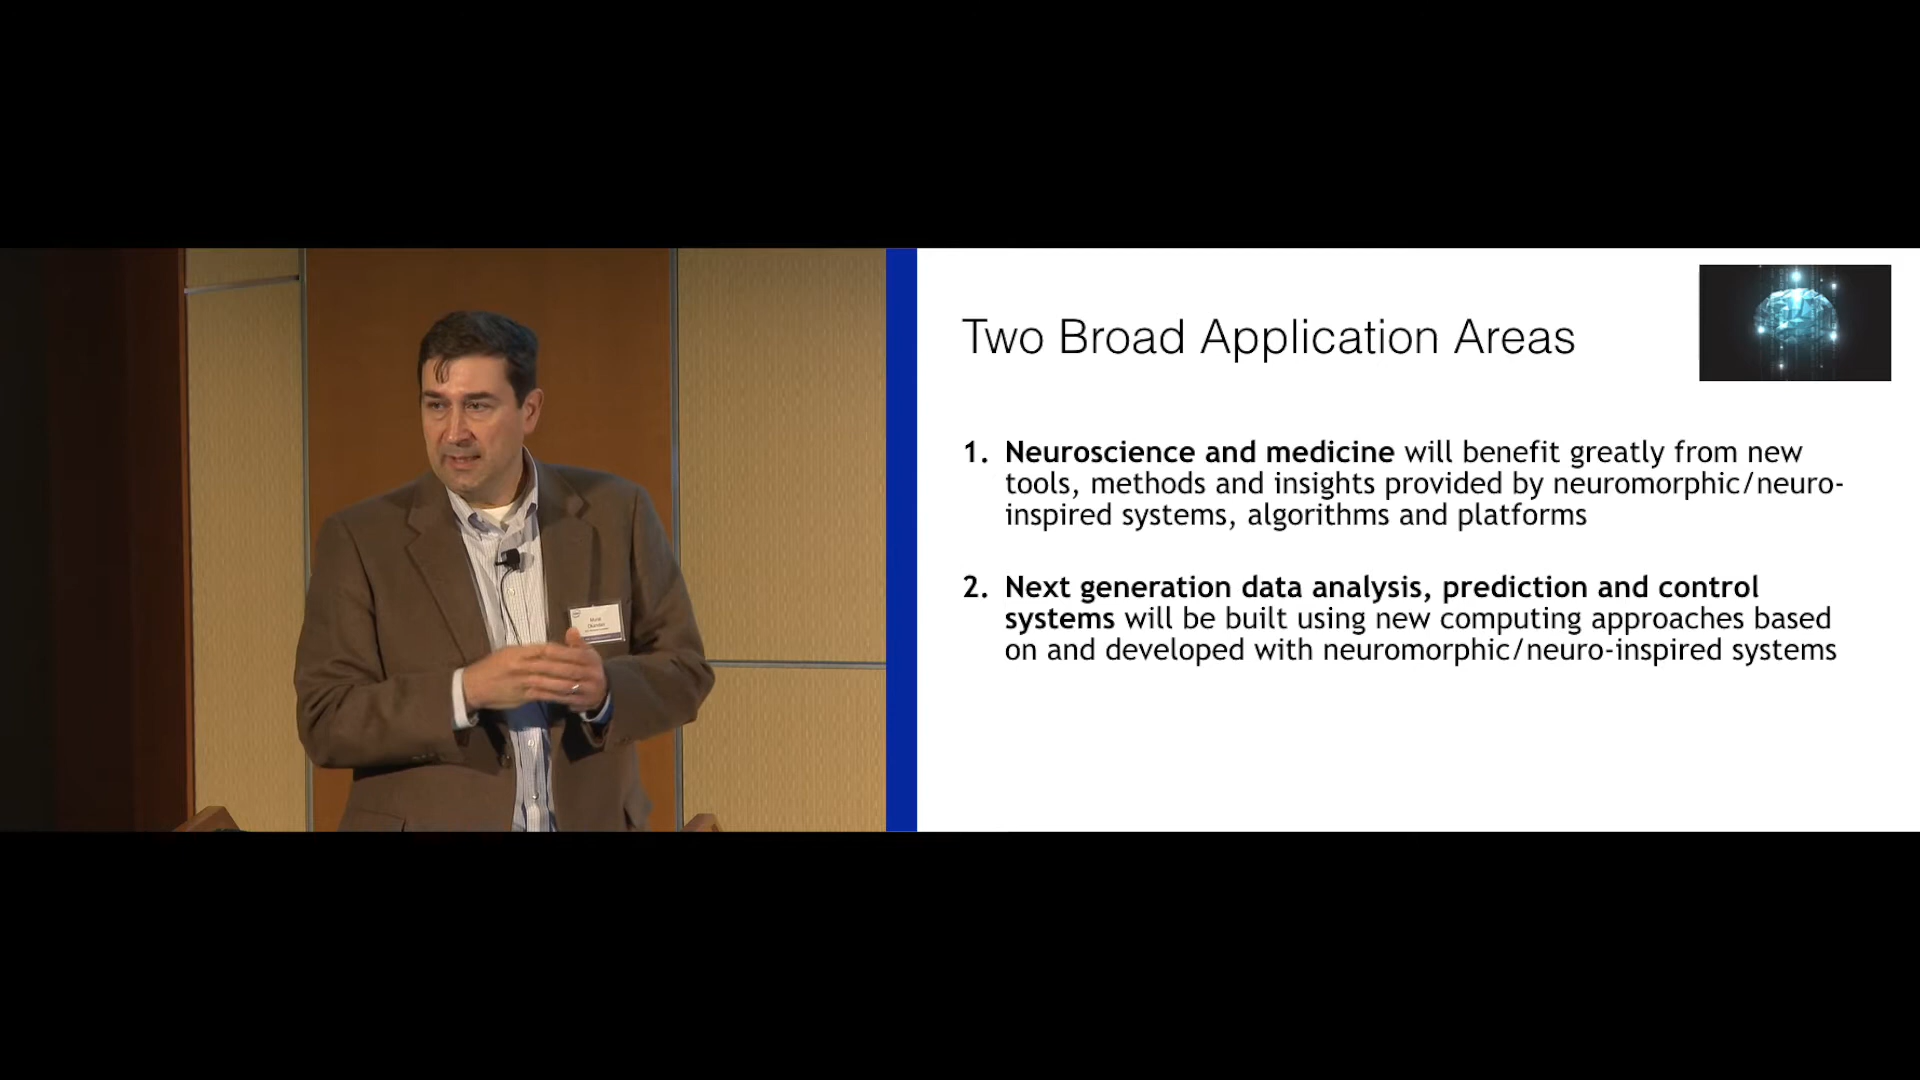 Two Broad Application Areas
1. Neuroscience and medicine will benefit greatly from new
tools, methods and insights provided by neuromorphic/neuro-
inspired systems, algorithms and platforms
2. Next generation data analysis, prediction and control
systems will be built using new computing approaches based
on and developed with neuromorphic/neuro-inspired systems